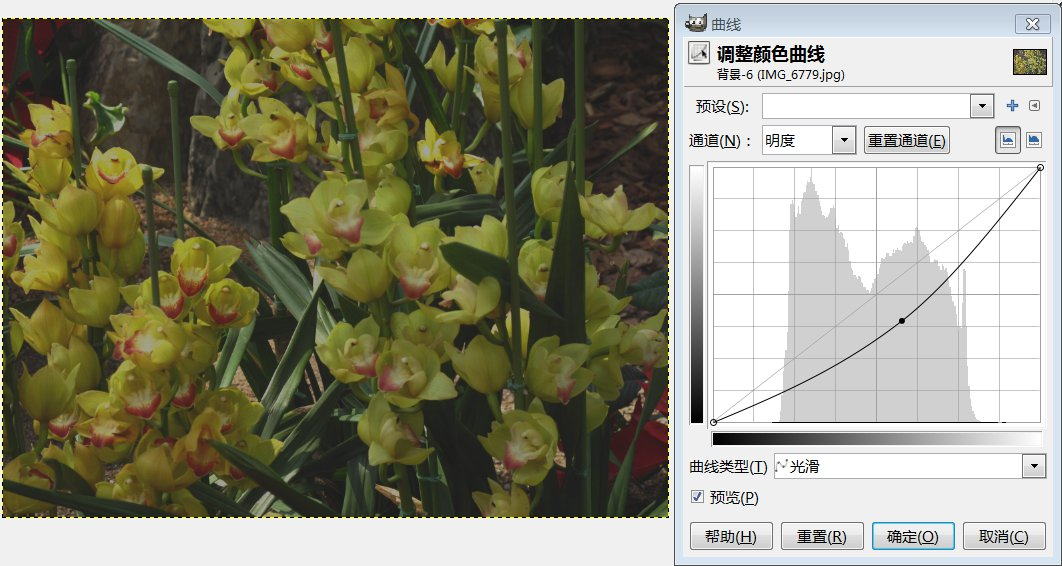 曲线
调整颜色曲线
背景-6 (IMG_6779.jpg)
预设(S):
通道(N)： 明度 重置通道(E)
曲线类型(T) 光滑
预览(P)
帮助(H) 重置(R) 确定(O) 取消(C)